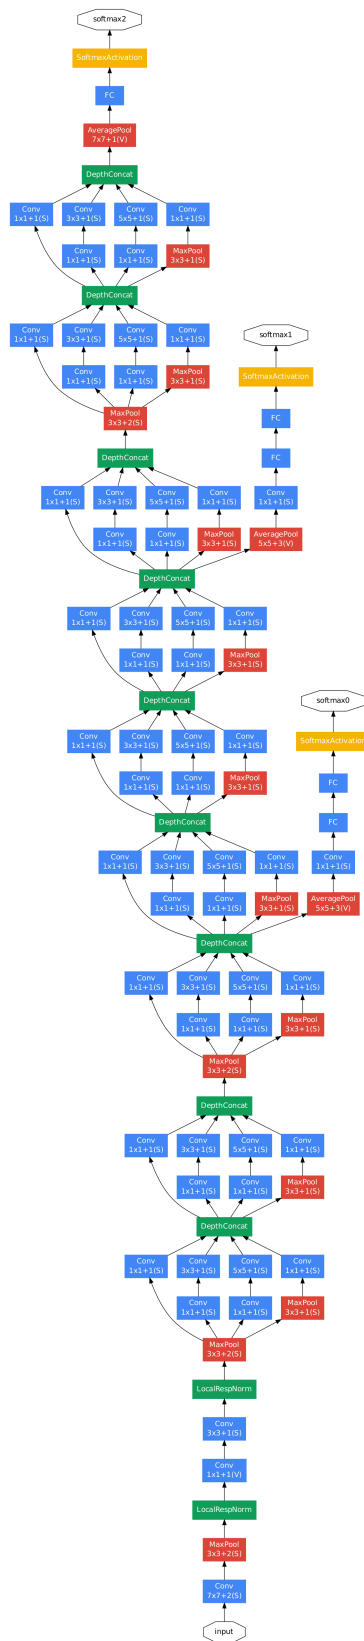 softmax2
SoftmaxActivation
FC
AveragePool
7x7+1(V)
DepthConcat
Conv
1x1+1(S)
Conv
3x3+1(S)
Conv
5x5+1(S)
Conv
1x1+1(S)
Conv
1x1+1(S)
Conv
1x1+1(S)
MaxPool
3x3+1(S)
DepthConcat
Conv
1x1+1(S)
Conv
3x3+1(S)
Conv
5x5+1(S)
Conv
1x1+1(S)
softmax1
Conv
1x1+1(S)
Conv
1x1+1(S)
MaxPool
3x3+1(S)
SoftmaxActivation
MaxPool
3x3+2(S)
FC
DepthConcat
FC
Conv
1x1+1(S)
Conv
3x3+1(S)
Conv
5x5+1(S)
Conv
1x1+1(S)
Conv
1x1+1(S)
Conv
1x1+1(S)
Conv
1x1+1(S)
MaxPool
3x3+1(S)
AveragePool
5x5+3(V)
DepthConcat
Conv
1x1+1(S)
Conv
3x3+1(S)
Conv
5x5+1(S)
Conv
1x1+1(S)
Conv
1x1+1(S)
Conv
1x1+1(S)
MaxPool
3x3+1(S)
DepthConcat
softmax0
Conv
1x1+1(S)
Conv
3x3+1(S)
Conv
5x5+1(S)
Conv
1x1+1(S)
SoftmaxActivation
Conv
1x1+1(S)
Conv
1x1+1(S)
MaxPool
3x3+1(S)
FC
DepthConcat
FC
Conv
1x1+1(S)
Conv
3x3+1(S)
Conv
5x5+1(S)
Conv
1x1+1(S)
Conv
1x1+1(S)
Conv
1x1+1(S)
Conv
1x1+1(S)
MaxPool
3x3+1(S)
AveragePool
5x5+3(V)
DepthConcat
Conv
1x1+1(S)
Conv
3x3+1(S)
Conv
5x5+1(S)
Conv
1x1+1(S)
Conv
1x1+1(S)
Conv
1x1+1(S)
MaxPool
3x3+1(S)
MaxPool
3x3+2(S)
DepthConcat
Conv
1x1+1(S)
Conv
3x3+1(S)
Conv
5x5+1(S)
Conv
1x1+1(S)
Conv
1x1+1(S)
Conv
1x1+1(S)
MaxPool
3x3+1(S)
DepthConcat
Conv
1x1+1(S)
Conv
3x3+1(S)
Conv
5x5+1(S)
Conv
1x1+1(S)
Conv
1x1+1(S)
Conv
1x1+1(S)
MaxPool
3x3+1(S)
MaxPool
3x3+2(S)
LocalRespNorm
Conv
3x3+1(S)
Conv
1x1+1(V)
LocalRespNorm
MaxPool
3x3+2(S)
Conv
7x7+2(S)
input